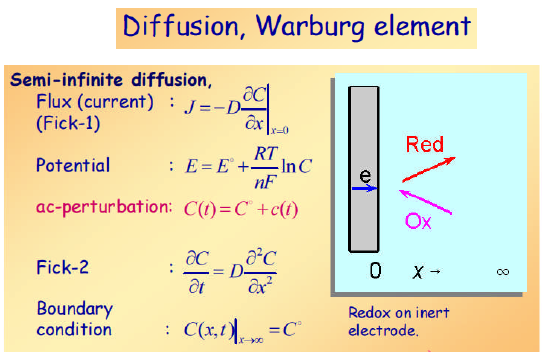 Diffusion, Warburg element
Semi-infinite diffusion,
Flux (current) : J = -D ∂C/∂x |x=0
(Fick-1)
Potential : E = E° + RT/nF ln C
ac-perturbation: C(t) = C° + c(t)
Fick-2 : ∂C/∂t = D ∂²C/∂x²
Boundary
condition : C(x,t)|x→∞ = C°
Red
e
Ox
0 x → ∞
Redox on inert
electrode.